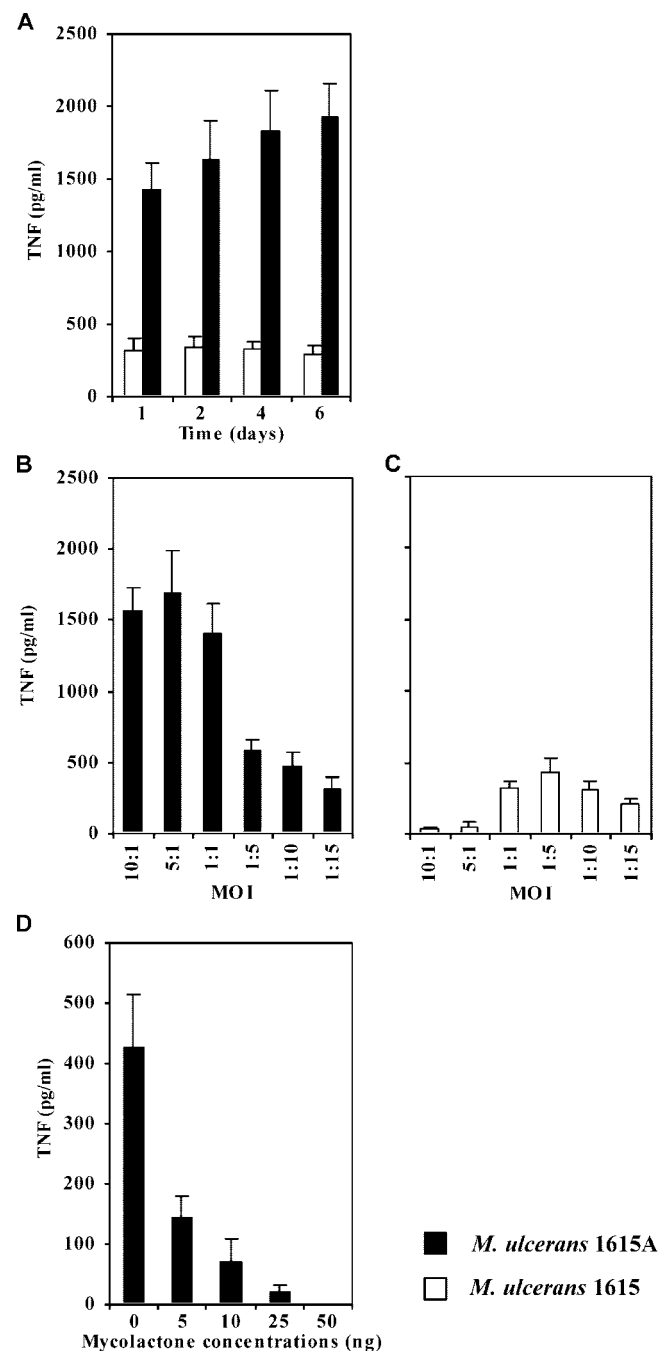 A
2500
2000
1500
1000
500
0
TNF (pg/ml)
1 2 4 6
Time (days)
B
2500
2000
1500
1000
500
0
TNF (pg/ml)
10:1 5:1 1:1 1:5 1:10 1:15
MOI
C
10:1 5:1 1:1 1:5 1:10 1:15
MOI
D
600
500
400
300
200
100
0
TNF (pg/ml)
0 5 10 25 50
Mycolactone concentrations (ng)
M. ulcerans 1615A
M. ulcerans 1615